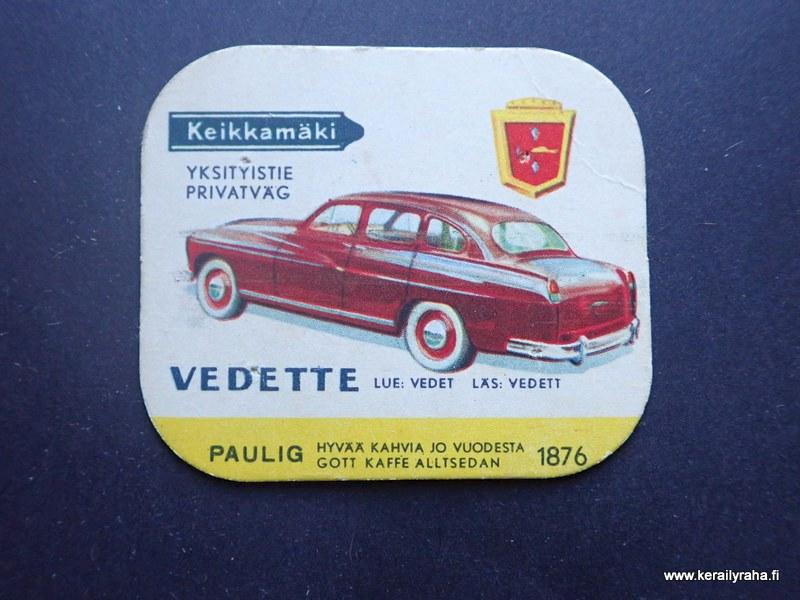 Keikkamäki
YKSITYISTIE
PRIVATVÄG
VEDETTE LUE: VEDET LÄS: VEDETT
PAULIG HYVÄÄ KAHVIA JO VUODESTA 1876
GOTT KAFFE ALLTSEDAN
www.kerailyraha.fi